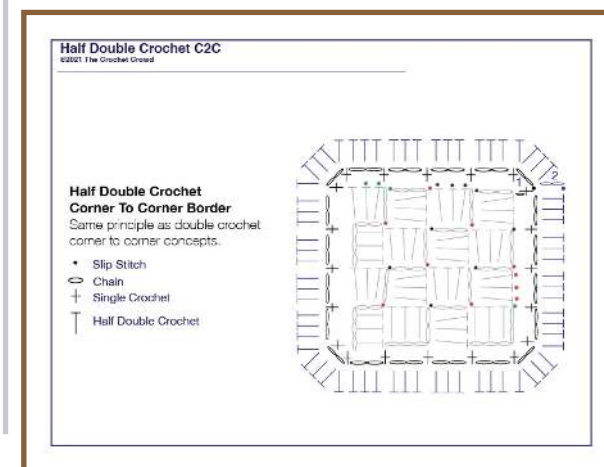 Half Double Crochet C2C
©2021 The Crochet Crowd
Half Double Crochet
Corner To Corner Border
Same principle as double crochet
corner to corner concepts.
Slip Stitch
Chain
Single Crochet
Half Double Crochet
1
2